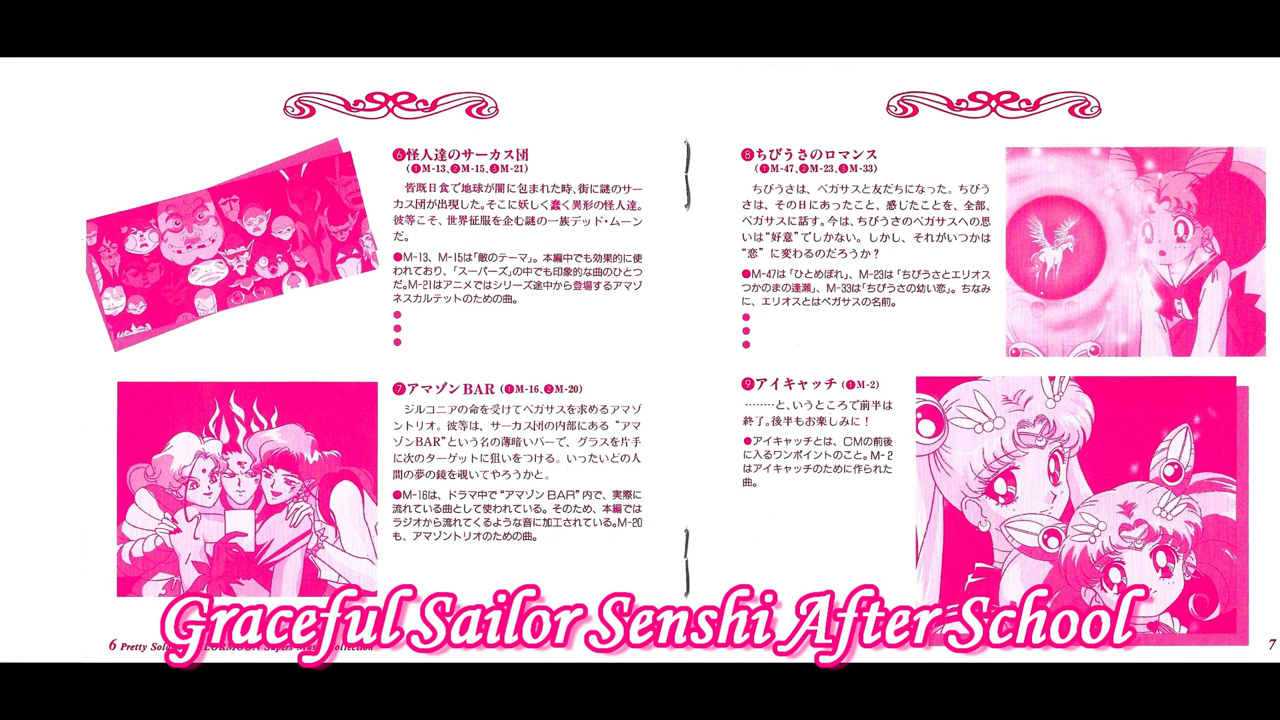 ❻怪人達のサーカス団
(❶M-13、❷M-15、❸M-21)
皆既日食で地球が闇に包まれた時、街に謎のサー
カス団が出現した。そこに妖しく蠢く異形の怪人達。
彼等こそ、世界征服を企む謎の一族デッド・ムーン
だ。
●M-13、M-15は「敵のテーマ」。本編中でも効果的に使
われており、「スーパーズ」の中でも印象的な曲のひとつ
だ。M-21はアニメではシリーズ途中から登場するアマゾ
ネスカルテットのための曲。
●
●
●
❼アマゾンBAR (❶M-16、❷M-20)
ジルコニアの命を受けてペガサスを求めるアマゾ
ントリオ。彼等は、サーカス団の内部にある“アマ
ゾンBAR”という名の薄暗いバーで、グラスを片手
に次のターゲットに狙いをつける。いったいどの人
間の夢の鏡を覗いてやろうかと。
●M-16は、ドラマ中で“アマゾンBAR”内で、実際に
流れている曲として使われている。そのため、本編では
ラジオから流れてくるような音に加工されている。M-20
も、アマゾントリオのための曲。
❽ちびうさのロマンス
(❶M-47、❷M-23、❸M-33)
ちびうさは、ペガサスと友だちになった。ちびう
さは、その日にあったこと、感じたことを、全部、
ペガサスに話す。今は、ちびうさのペガサスへの思
いは“好意”でしかない。しかし、それがいつかは
“恋”に変わるのだろうか?
●M-47は「ひとめぼれ」、M-23は「ちびうさとエリオス
つかのまの逢瀬」、M-33は「ちびうさの幼い恋」。ちなみ
に、エリオスとはペガサスの名前。
●
●
●
❾アイキャッチ (❶M-2)
………と、いうところで前半は
終了。後半もお楽しみに!
●アイキャッチとは、CMの前後
に入るワンポイントのこと。M-2
はアイキャッチのために作られた
曲。
Graceful Sailor Senshi After School
6 Pretty
7